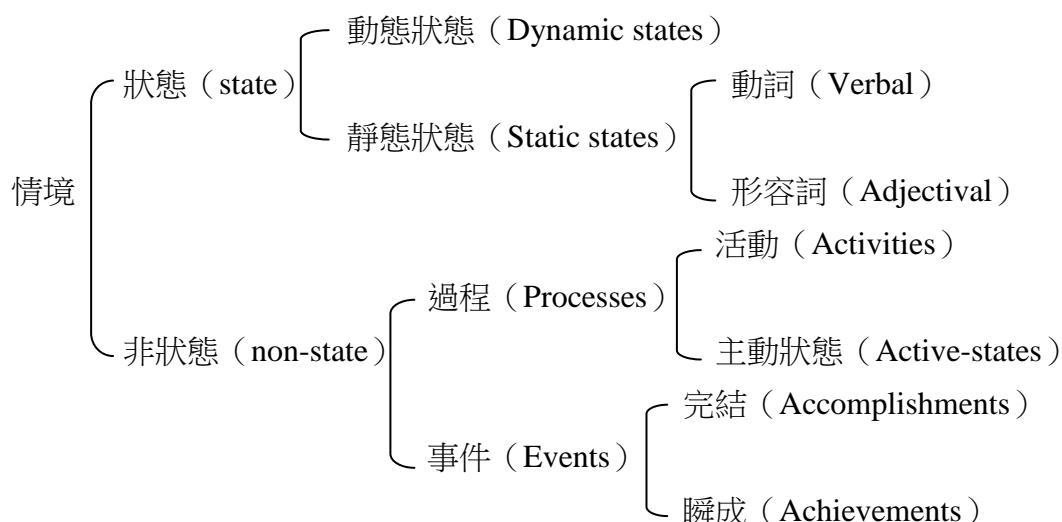 動態狀態（Dynamic states）
狀態（state）
動詞（Verbal）
靜態狀態（Static states）
情境
形容詞（Adjectival）
活動（Activities）
過程（Processes）
非狀態（non-state）
主動狀態（Active-states）
完結（Accomplishments）
事件（Events）
瞬成（Achievements）